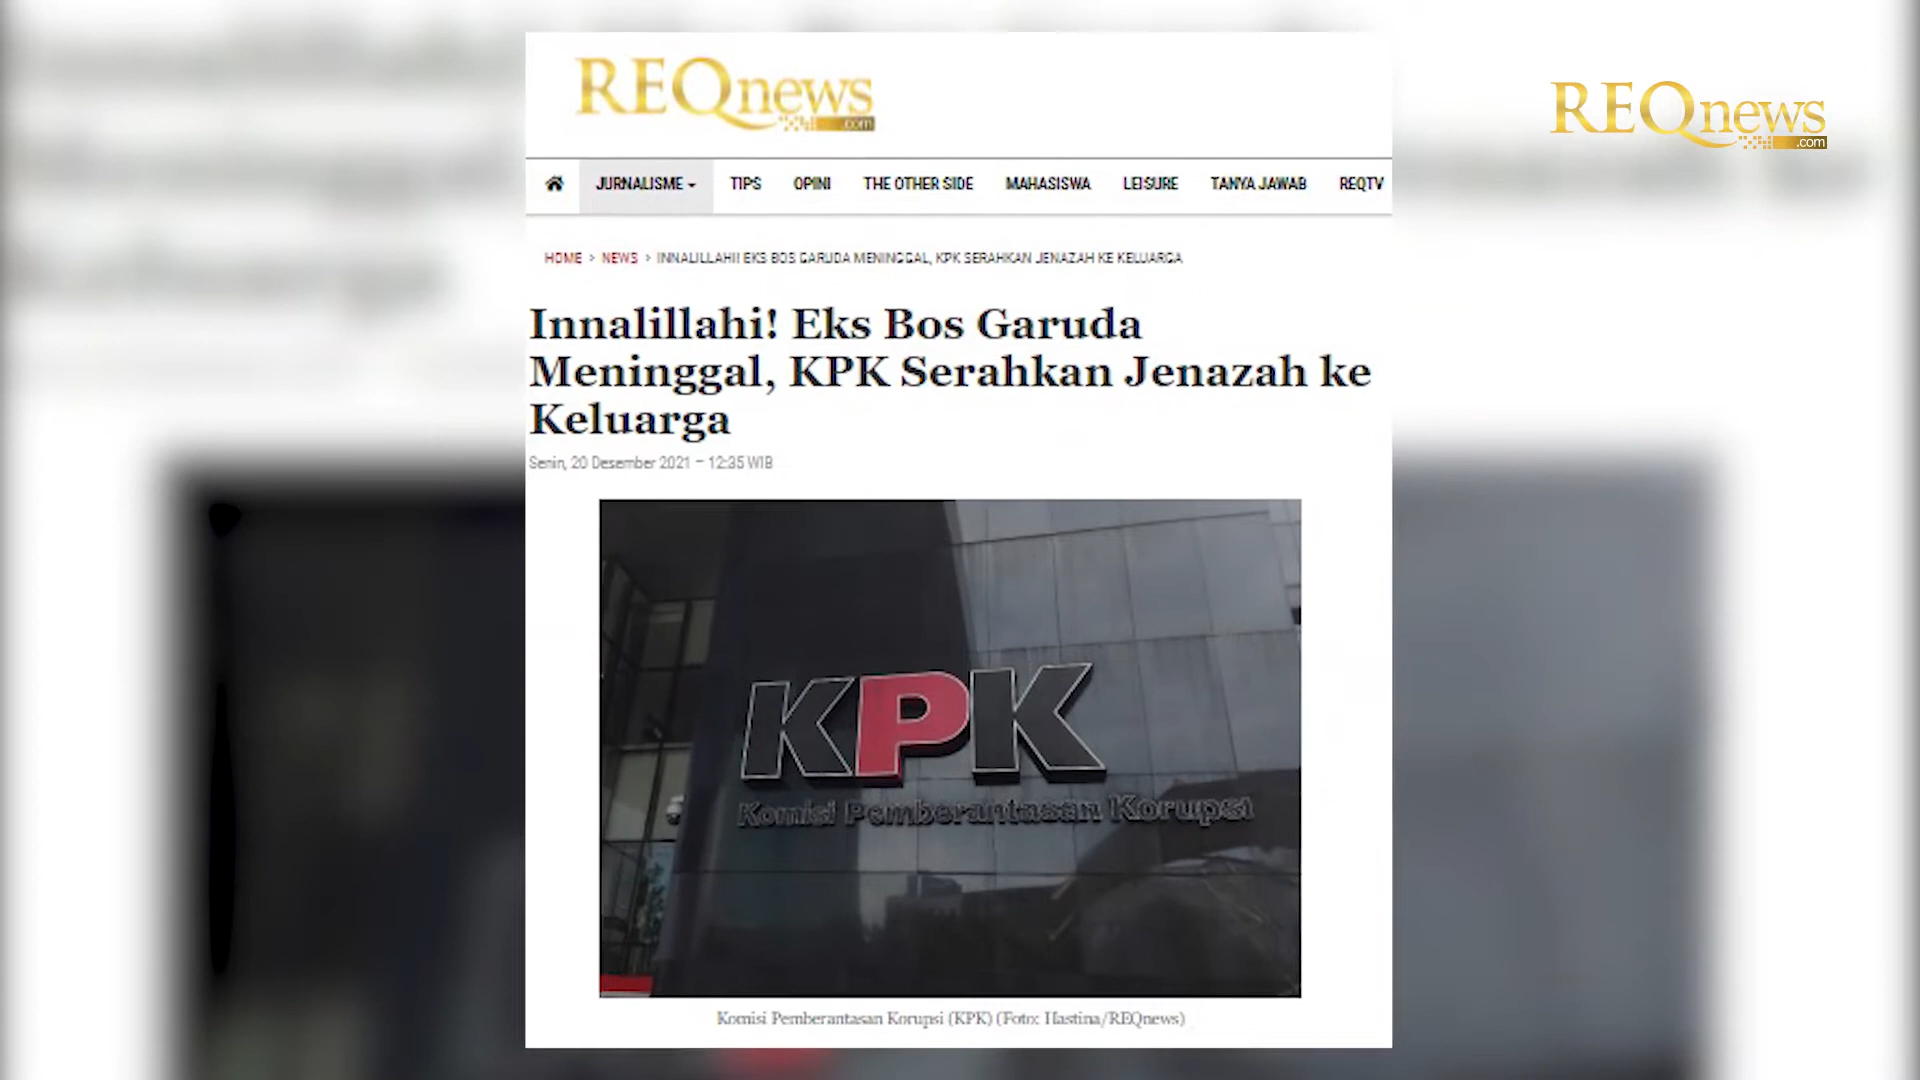 REQnews
.com
REQnews
.com
JURNALISME TIPS OPINI THE OTHER SIDE MAHASISWA LEISURE TANYA JAWAB REQTV
HOME > NEWS > INNALILLAHI! EKS BOS GARUDA MENINGGAL, KPK SERAHKAN JENAZAH KE KELUARGA
Innalillahi! Eks Bos Garuda
Meninggal, KPK Serahkan Jenazah ke
Keluarga
Senin, 20 Desember 2021 – 12:35 WIB
KPK
Komisi Pemberantasan Korupsi
Komisi Pemberantasan Korupsi (KPK) (Foto: Hastina/REQnews)